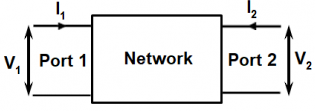 I₁ I₂
V₁ Port 1 Network Port 2 V₂